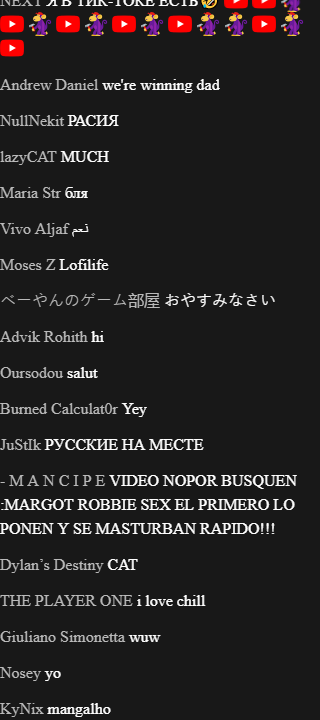 NEXT Я В ТИК-ТОКЕ ЕСТЬ
Andrew Daniel we're winning dad
NullNekit РАСИЯ
lazyCAT MUCH
Maria Str бля
Vivo Aljaf نعم
Moses Z Lofilife
べーやんのゲーム部屋 おやすみなさい
Advik Rohith hi
Oursodou salut
Burned Calculat0r Yey
JuStIk РУССКИЕ НА МЕСТЕ
- M A N C I P E VIDEO NOPOR BUSQUEN
:MARGOT ROBBIE SEX EL PRIMERO LO
PONEN Y SE MASTURBAN RAPIDO!!!
Dylan’s Destiny CAT
THE PLAYER ONE i love chill
Giuliano Simonetta wuw
Nosey yo
KyNix mangalho